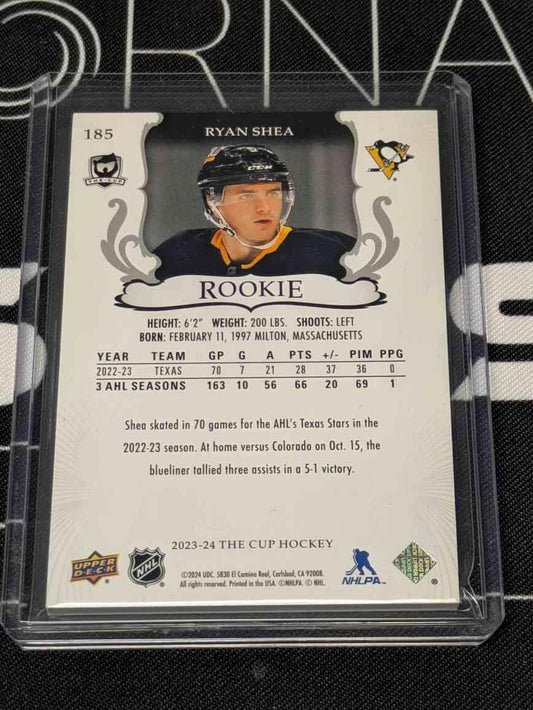 ORNA
185
RYAN SHEA
THE CUP
CCM
ROOKIE
HEIGHT: 6'2" WEIGHT: 200 LBS. SHOOTS: LEFT
BORN: FEBRUARY 11, 1997 MILTON, MASSACHUSETTS
YEAR TEAM GP G A PTS +/- PIM PPG
2022-23 TEXAS 70 7 21 28 37 36 0
3 AHL SEASONS 163 10 56 66 20 69 1
Shea skated in 70 games for the AHL's Texas Stars in the
2022-23 season. At home versus Colorado on Oct. 15, the
blueliner tallied three assists in a 5-1 victory.
2023-24 THE CUP HOCKEY
UPPER DECK
NHL
©2024 UDC. 5830 El Camino Real, Carlsbad, CA 92008.
All rights reserved. Printed in the USA. ©NHLPA. © NHL.
NHLPA